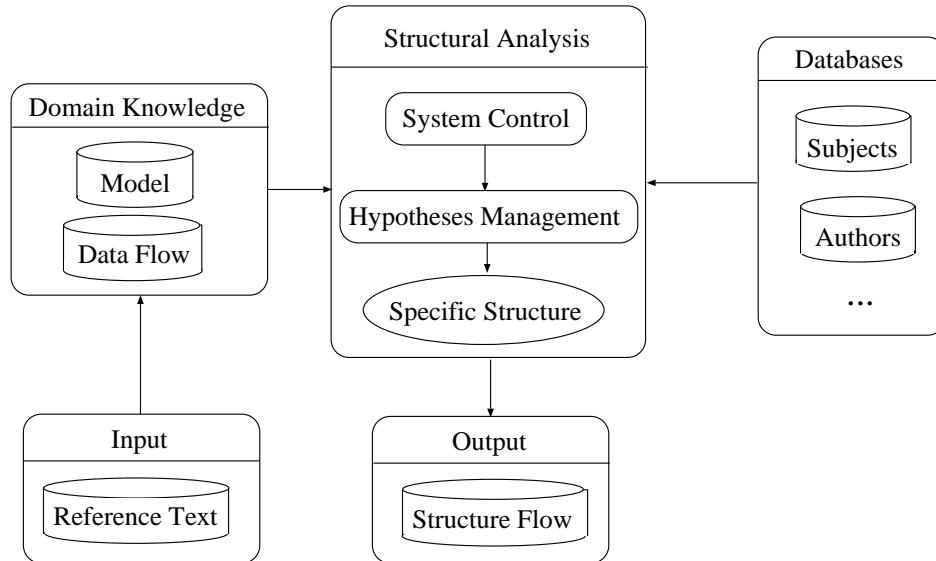 Structural Analysis
System Control
Hypotheses Management
Specific Structure
Domain Knowledge
Model
Data Flow
Databases
Subjects
Authors
...
Input
Reference Text
Output
Structure Flow